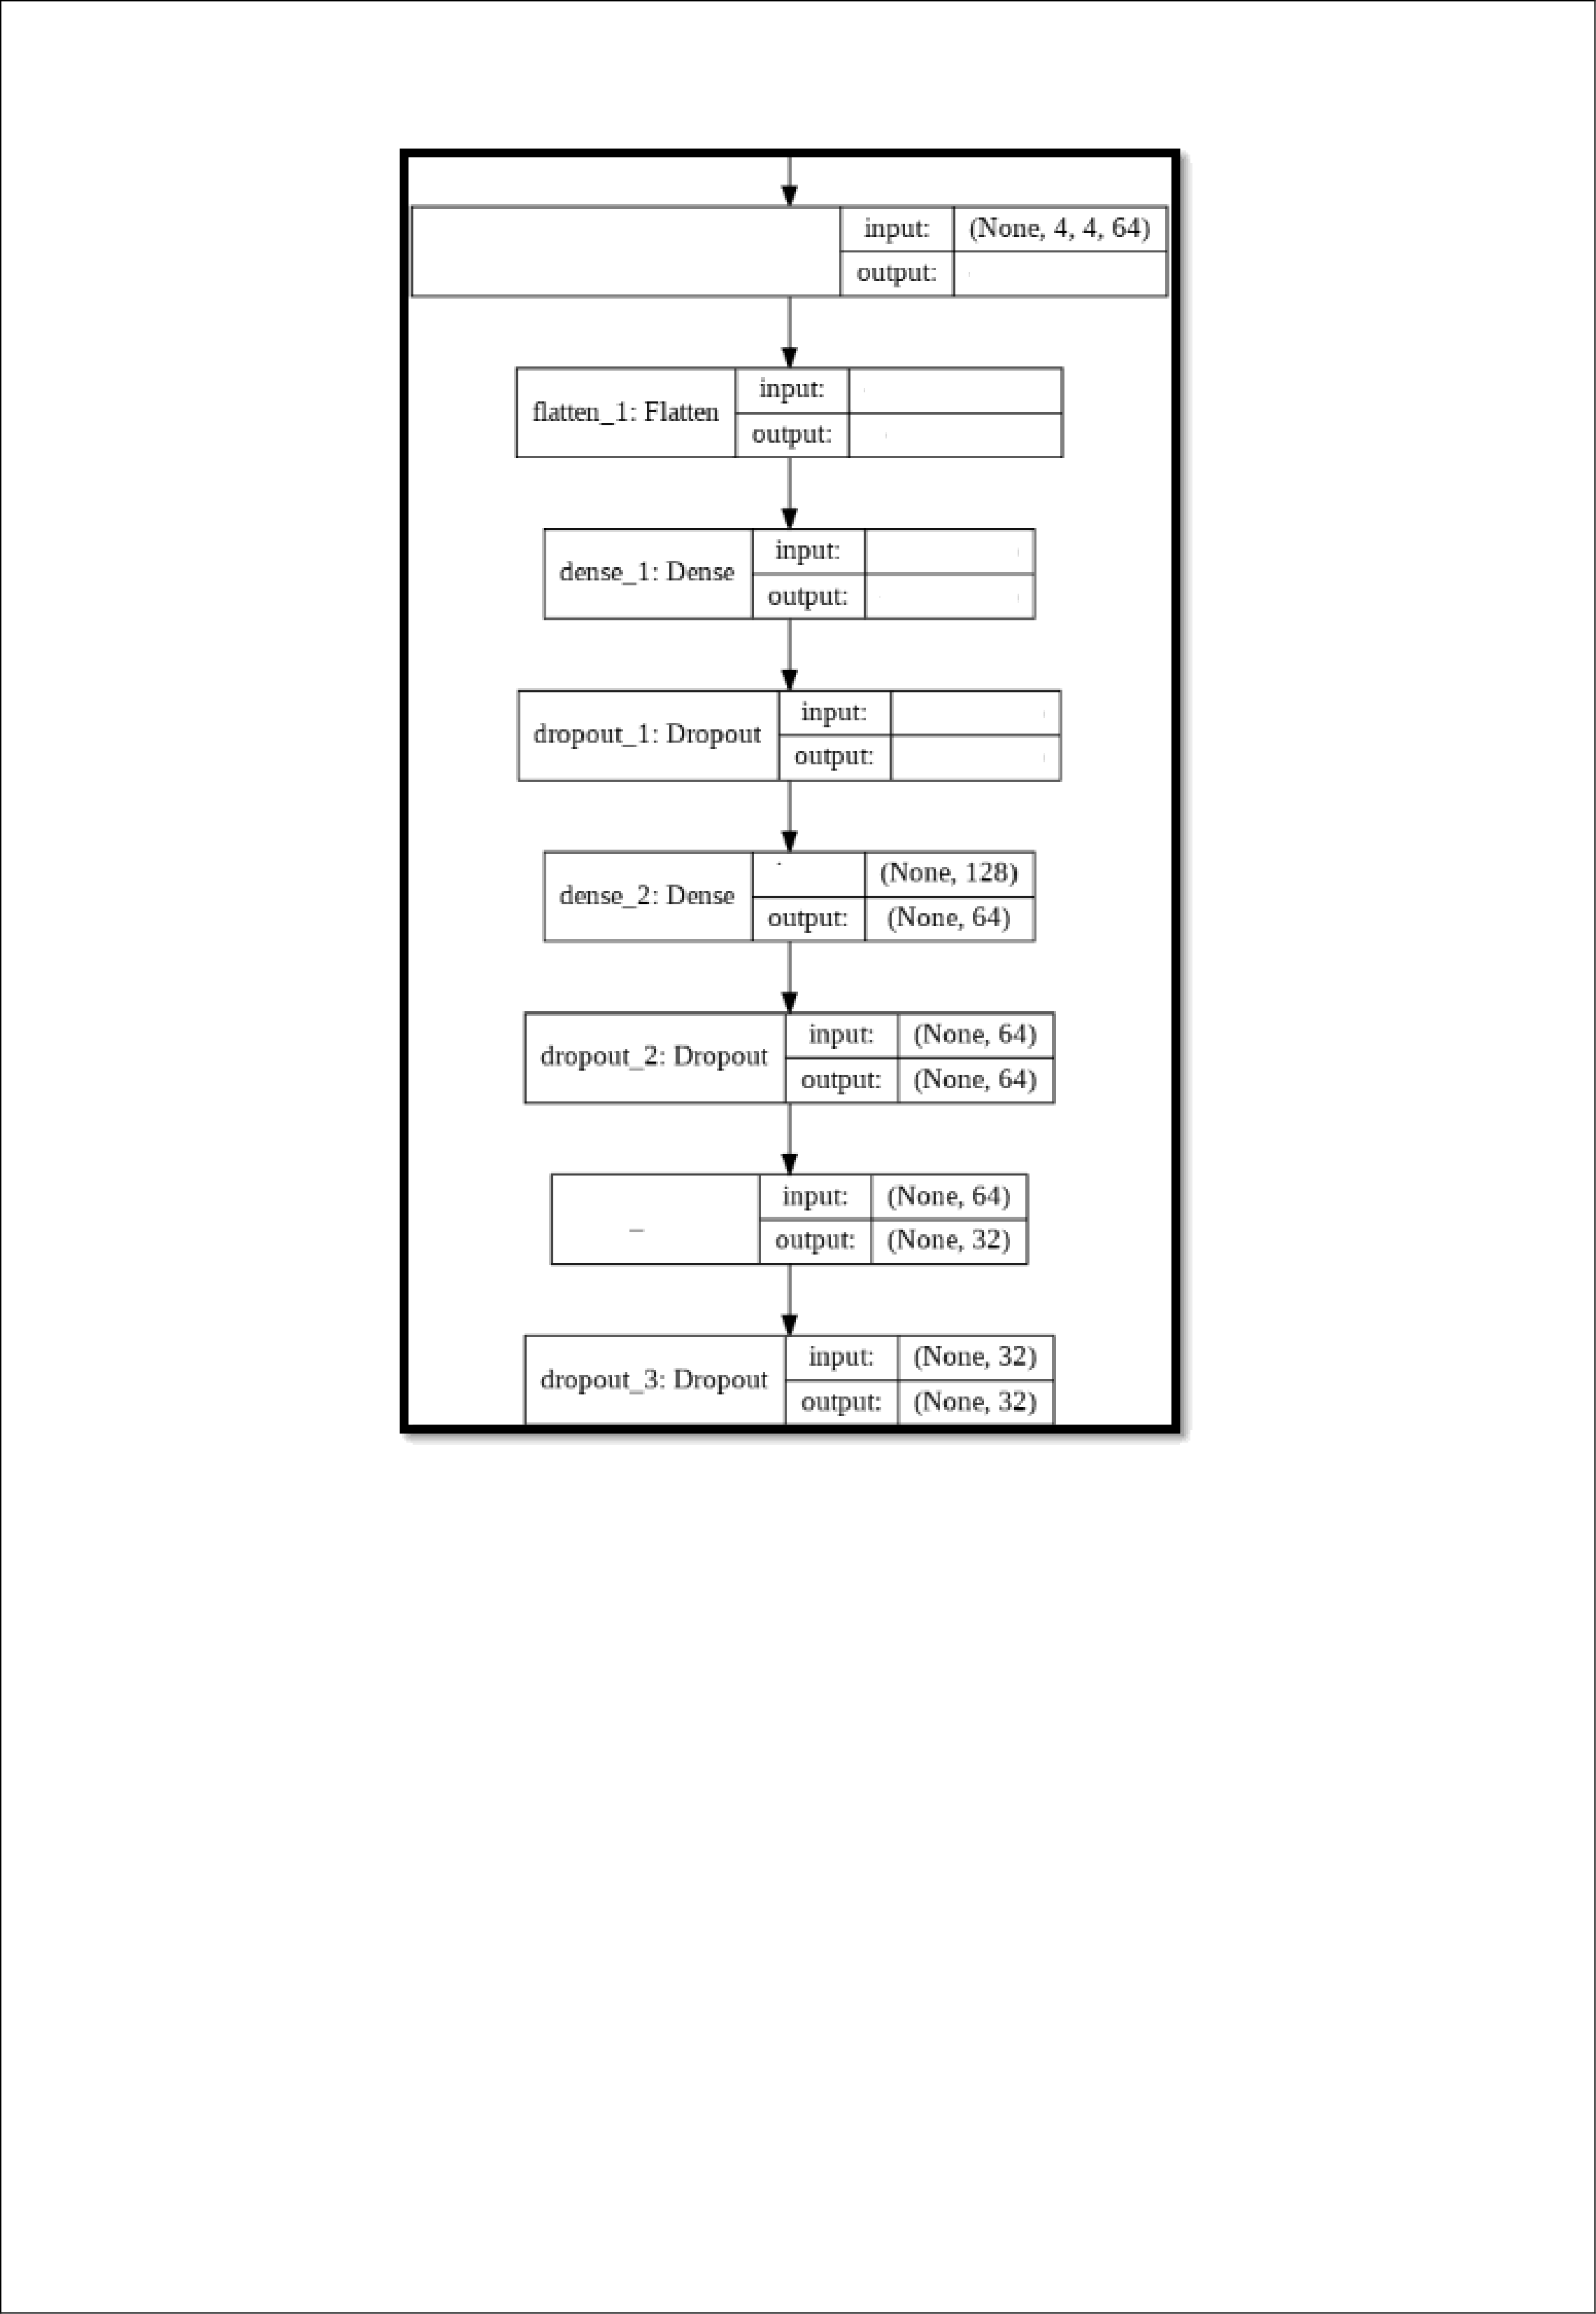 input: (None, 4, 4, 64)
output:
flatten_1: Flatten
input:
output:
dense_1: Dense
input:
output:
dropout_1: Dropout
input:
output:
dense_2: Dense
(None, 128)
output: (None, 64)
dropout_2: Dropout
input: (None, 64)
output: (None, 64)
input: (None, 64)
output: (None, 32)
dropout_3: Dropout
input: (None, 32)
output: (None, 32)